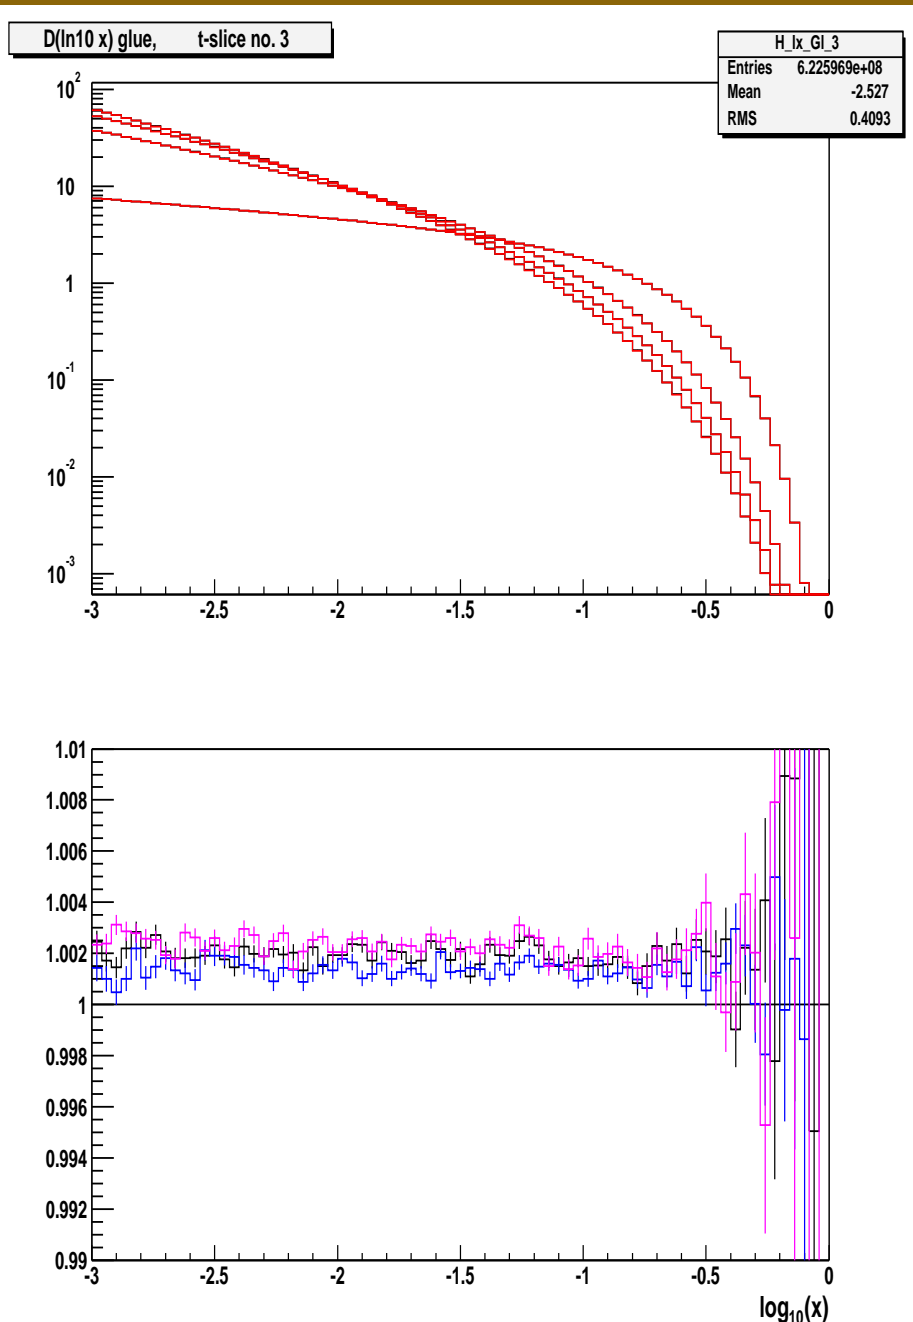 D(ln10 x) glue, t-slice no. 3
H_lx_Gl_3
Entries 6.225969e+08
Mean -2.527
RMS 0.4093
10^2
10
1
10^-1
10^-2
10^-3
-3 -2.5 -2 -1.5 -1 -0.5 0
1.01
1.008
1.006
1.004
1.002
1
0.998
0.996
0.994
0.992
0.99
-3 -2.5 -2 -1.5 -1 -0.5 0
log10(x)